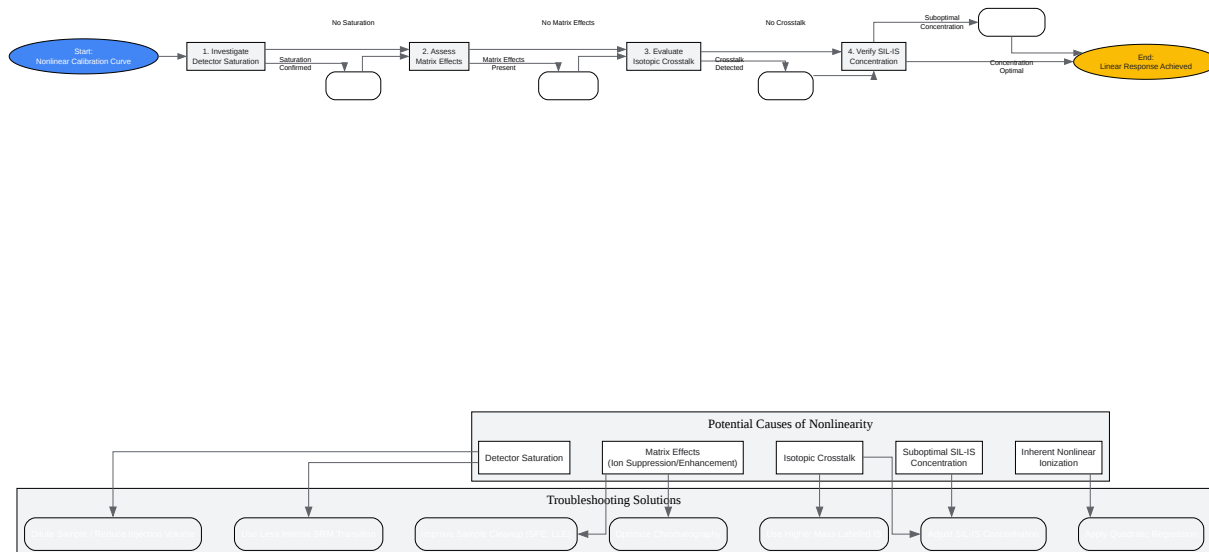 No Saturation
No Matrix Effects
No Crosstalk
Suboptimal
Concentration
Start:
Nonlinear Calibration Curve
1. Investigate
Detector Saturation
Saturation
Confirmed
2. Assess
Matrix Effects
Matrix Effects
Present
3. Evaluate
Isotopic Crosstalk
Crosstalk
Detected
4. Verify SIL-IS
Concentration
Concentration
Optimal
End:
Linear Response Achieved
Potential Causes of Nonlinearity
Detector Saturation
Matrix Effects
(Ion Suppression/Enhancement)
Isotopic Crosstalk
Suboptimal SIL-IS
Concentration
Inherent Nonlinear
Ionization
Troubleshooting Solutions